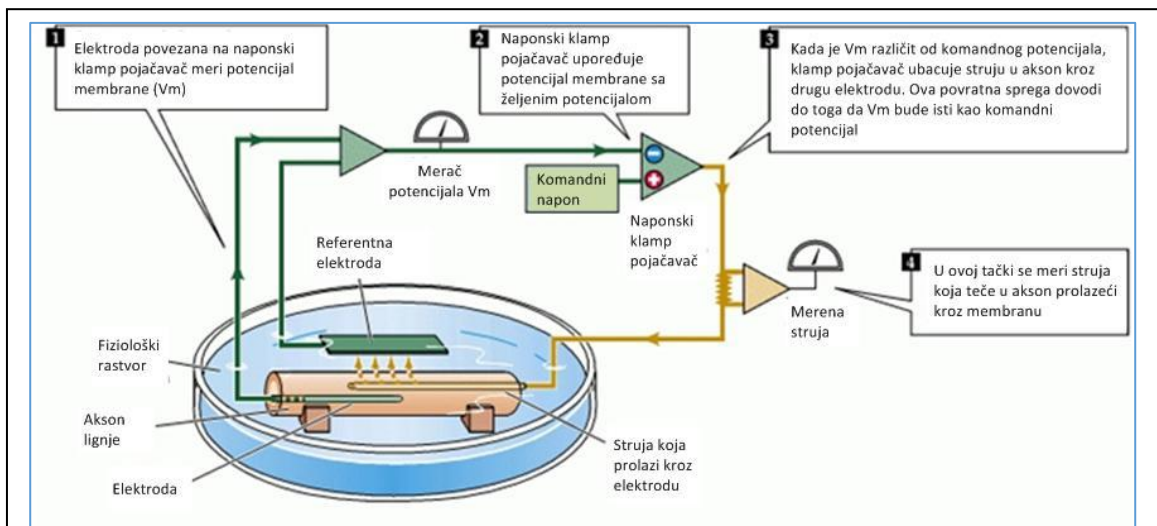 1
Elektroda povezana na naponski
klamp pojačavač meri potencijal
membrane (Vm)
2
Naponski klamp
pojačavač upoređuje
potencijal membrane sa
željenim potencijalom
3
Kada je Vm različit od komandnog potencijala,
klamp pojačavač ubacuje struju u akson kroz
drugu elektrodu. Ova povratna sprega dovodi
do toga da Vm bude isti kao komandni
potencijal
Merač
potencijala Vm
Komandni
napon
Naponski
klamp
pojačavač
Referentna
elektroda
Merena
struja
4
U ovoj tački se meri struja
koja teče u akson prolazeći
kroz membranu
Fiziološki
rastvor
Akson
lignje
Elektroda
Struja koja
prolazi kroz
elektrodu